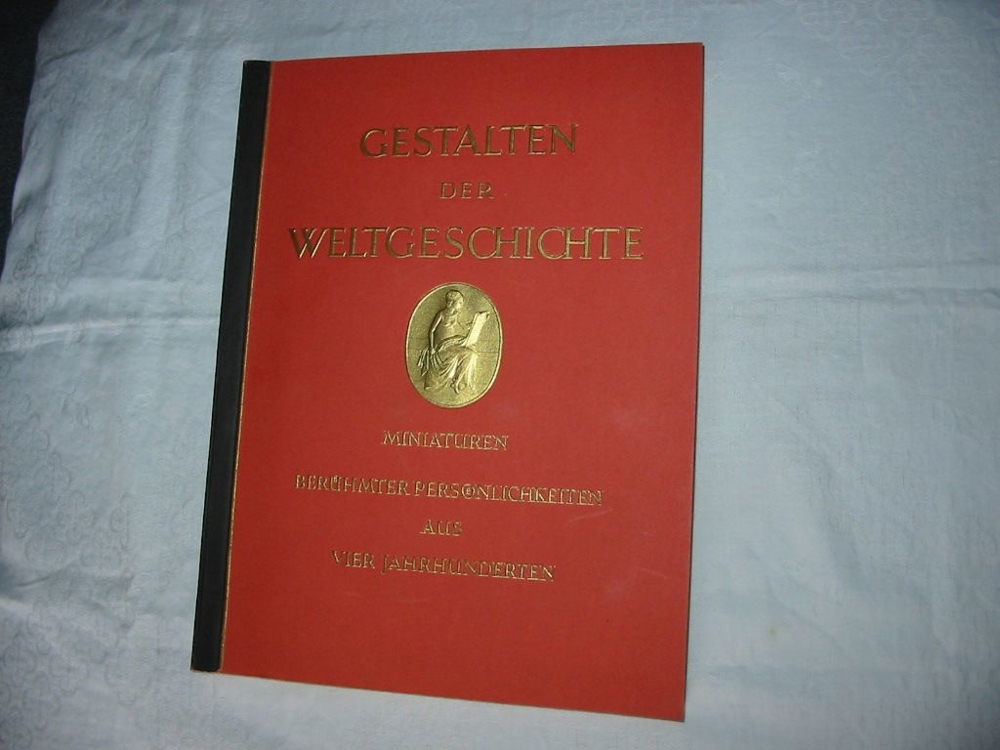 GESTALTEN
DER
WELTGESCHICHTE
MINIATUREN
BERÜHMTER PERSÖNLICHKEITEN
AUS
VIER JAHRHUNDERTEN